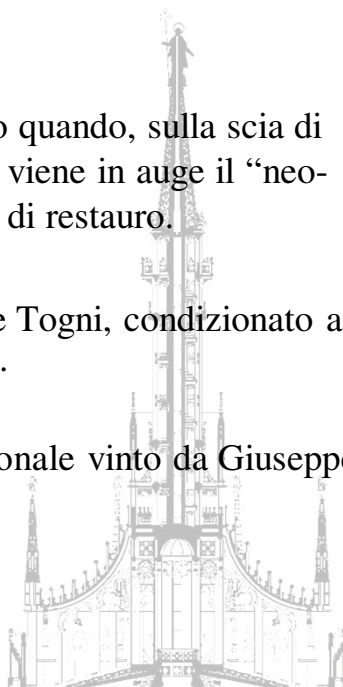 o quando, sulla scia di
viene in auge il “neo-
di restauro.
e Togni, condizionato a
.
onale vinto da Giuseppe